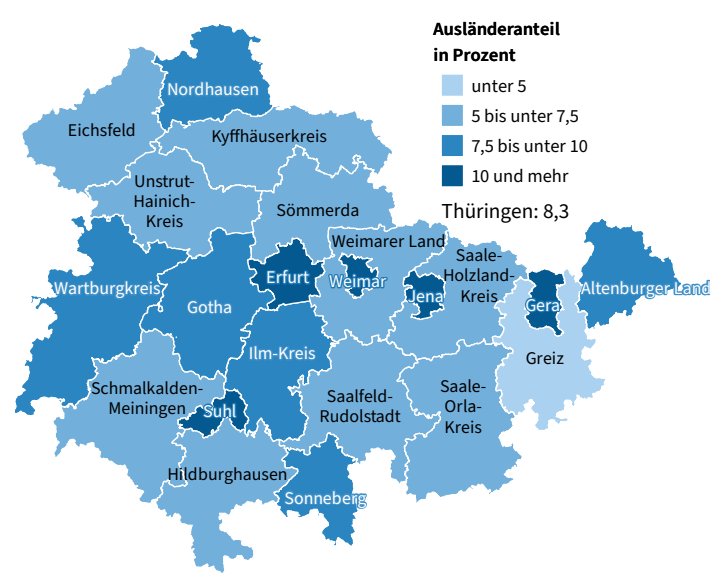 Ausländeranteil
in Prozent
unter 5
5 bis unter 7,5
7,5 bis unter 10
10 und mehr
Thüringen: 8,3
Nordhausen
Eichsfeld
Kyffhäuserkreis
Unstrut-
Hainich-
Kreis
Sömmerda
Weimarer Land
Saale-
Holzland-
Kreis
Wartburgkreis
Gotha
Erfurt
Weimar
Jena
Gera
Altenburger Land
Ilm-Kreis
Greiz
Schmalkalden-
Meiningen
Suhl
Saalfeld-
Rudolstadt
Saale-
Orla-
Kreis
Hildburghausen
Sonneberg